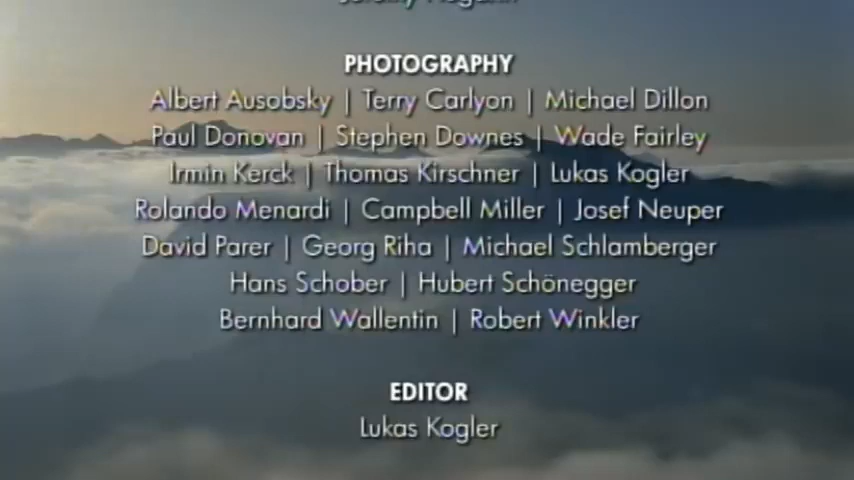 PHOTOGRAPHY
Albert Ausobsky | Terry Carlyon | Michael Dillon
Paul Donovan | Stephen Downes | Wade Fairley
Irmin Kerck | Thomas Kirschner | Lukas Kogler
Rolando Menardi | Campbell Miller | Josef Neuper
David Parer | Georg Riha | Michael Schlamberger
Hans Schober | Hubert Schönegger
Bernhard Wallentin | Robert Winkler
EDITOR
Lukas Kogler